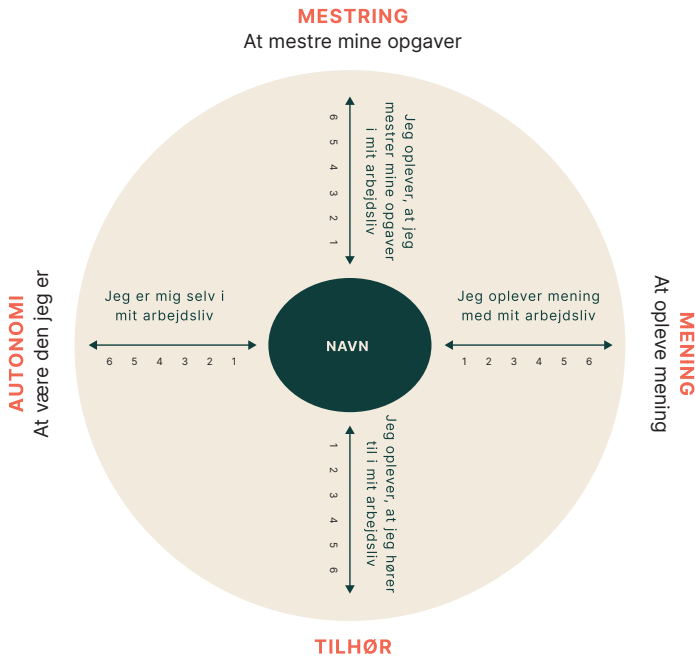 MESTRING
At mestre mine opgaver
Jeg oplever, at jeg
mestrer mine opgaver
i mit arbejdsliv
6 5 4 3 2 1
AUTONOMI
At være den jeg er
Jeg er mig selv i
mit arbejdsliv
6 5 4 3 2 1
NAVN
Jeg oplever mening
med mit arbejdsliv
1 2 3 4 5 6
MENING
At opleve mening
Jeg oplever, at jeg hører
til i mit arbejdsliv
1 2 3 4 5 6
TILHØR